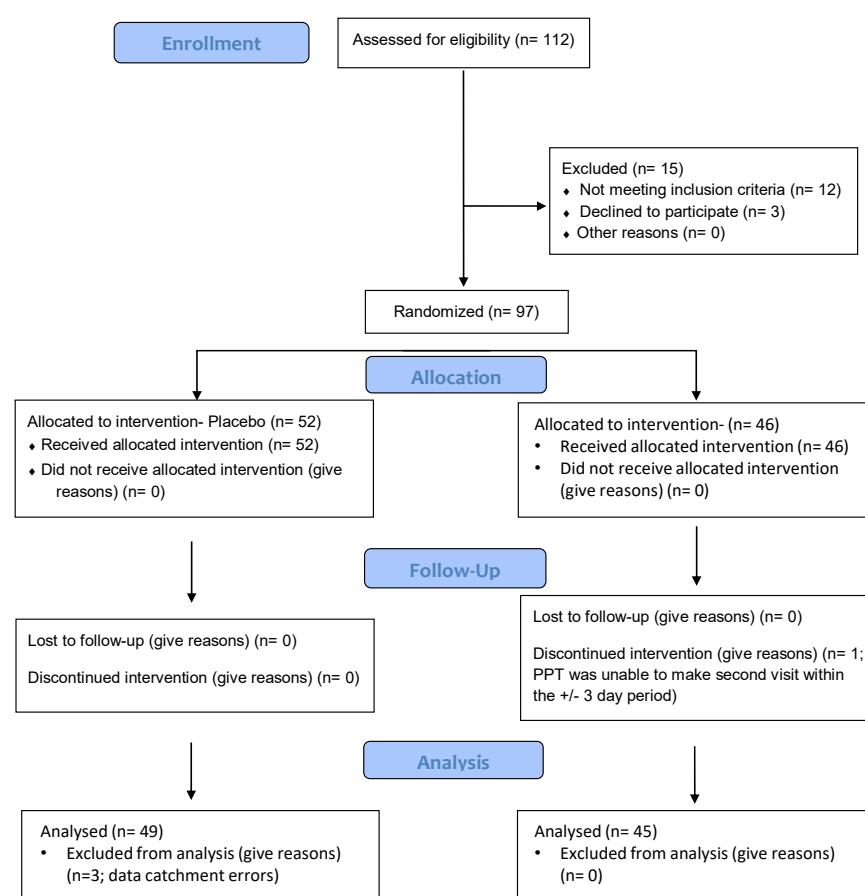 Enrollment
Assessed for eligibility (n= 112)
Excluded (n= 15)
♦ Not meeting inclusion criteria (n= 12)
♦ Declined to participate (n= 3)
♦ Other reasons (n= 0)
Randomized (n= 97)
Allocation
Allocated to intervention- Placebo (n= 52)
♦ Received allocated intervention (n= 52)
♦ Did not receive allocated intervention (give
reasons) (n= 0)
Allocated to intervention- (n= 46)
• Received allocated intervention (n= 46)
• Did not receive allocated intervention
(give reasons) (n= 0)
Follow-Up
Lost to follow-up (give reasons) (n= 0)
Discontinued intervention (give reasons) (n= 0)
Lost to follow-up (give reasons) (n= 0)
Discontinued intervention (give reasons) (n= 1;
PPT was unable to make second visit within
the +/- 3 day period)
Analysis
Analysed (n= 49)
• Excluded from analysis (give reasons)
(n=3; data catchment errors)
Analysed (n= 45)
• Excluded from analysis (give reasons)
(n= 0)